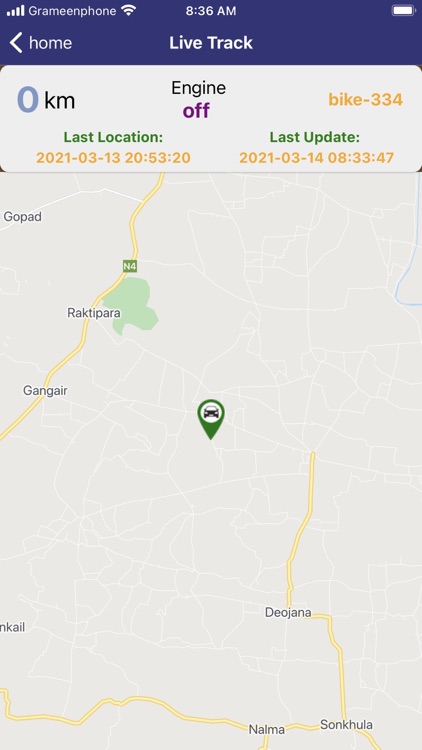 Grameenphone 8:36 AM
home Live Track
0 km Engine off bike-334
Last Location: Last Update:
2021-03-13 20:53:20 2021-03-14 08:33:47
Gopad
N4
Raktipara
Gangair
Deojana
nkail
Nalma Sonkhula